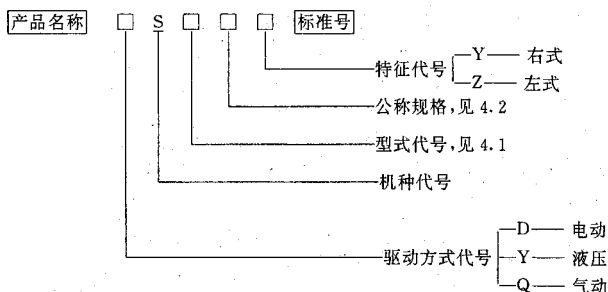 产品名称 □ S □ □ □ 标准号
Y 右式
特征代号
Z 左式
公称规格,见 4.2
型式代号,见 4.1
机种代号
D 电动
驱动方式代号 Y 液压
Q 气动